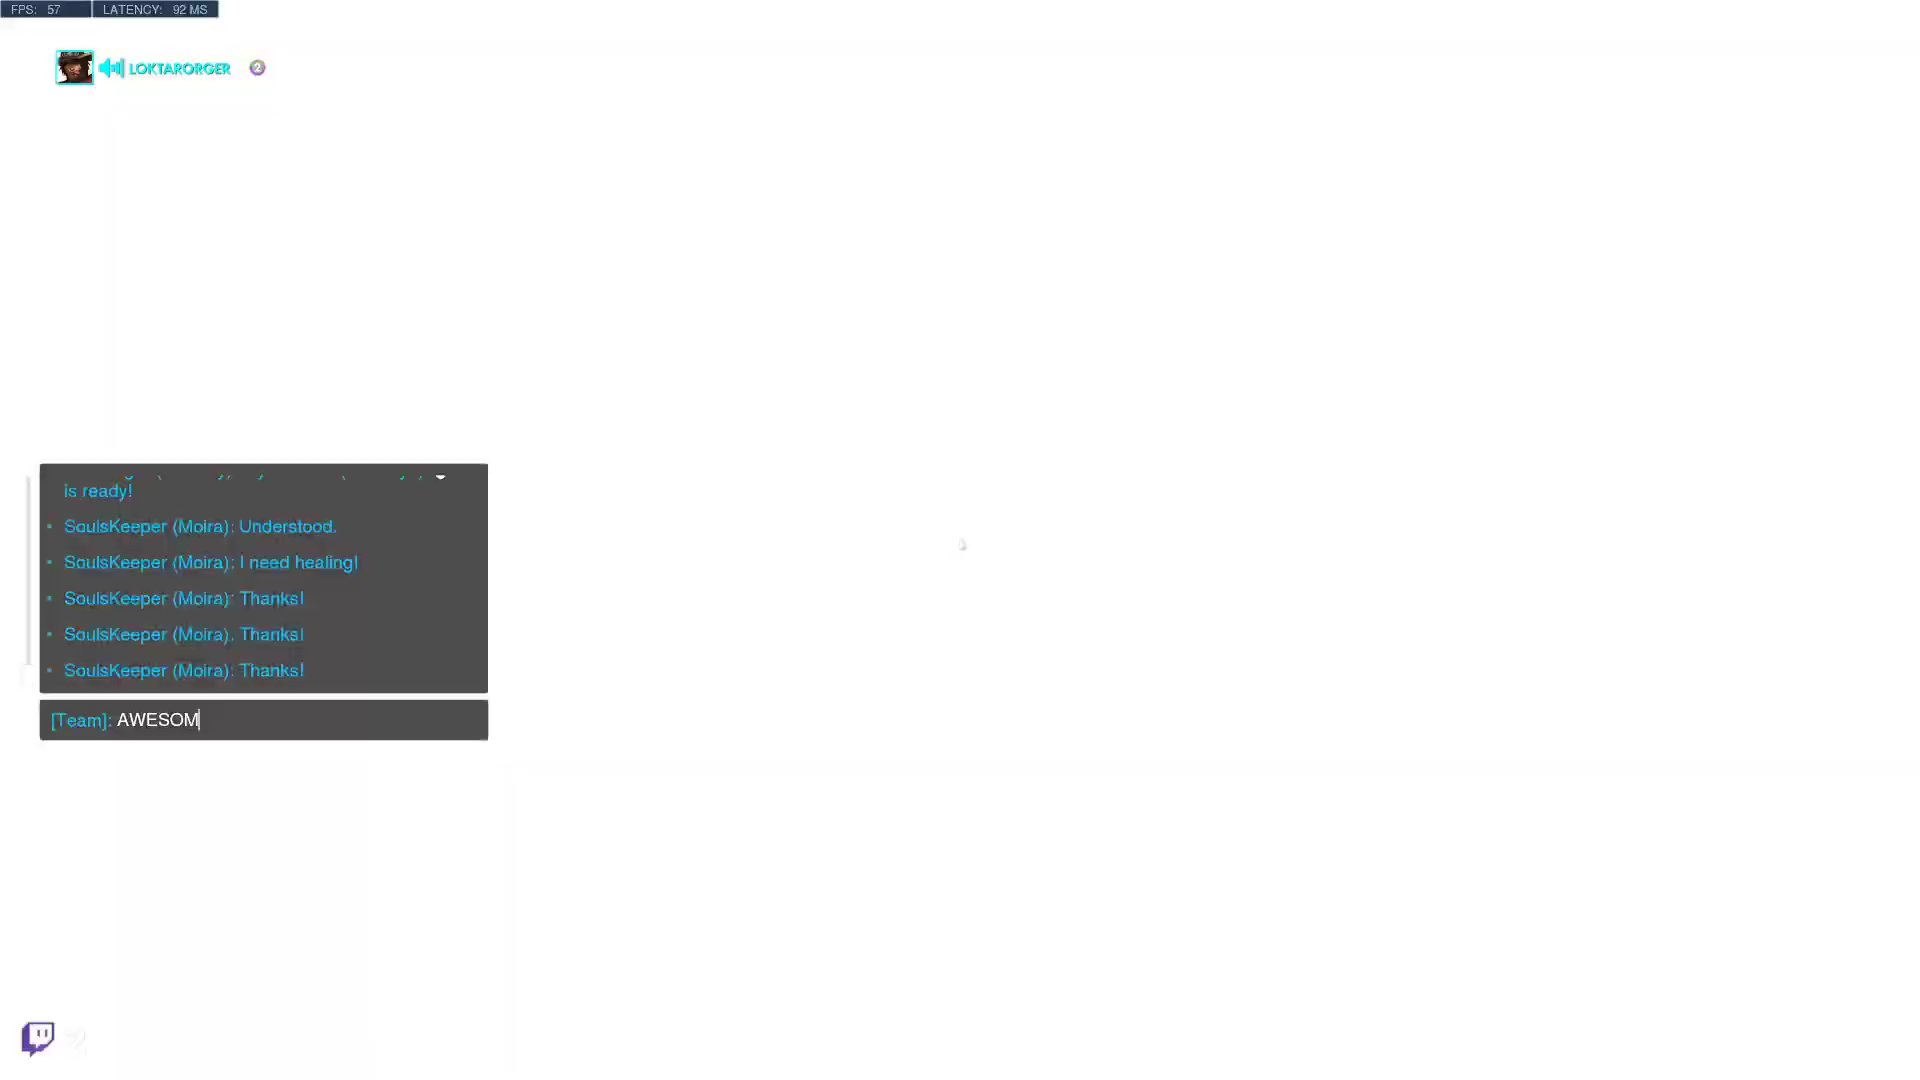 FPS: 57 LATENCY: 92 MS
LOKTARORGER 2
is ready!
SoulsKeeper (Moira): Understood.
SoulsKeeper (Moira): I need healing!
SoulsKeeper (Moira): Thanks!
SoulsKeeper (Moira): Thanks!
SoulsKeeper (Moira): Thanks!
[Team]: AWESOM